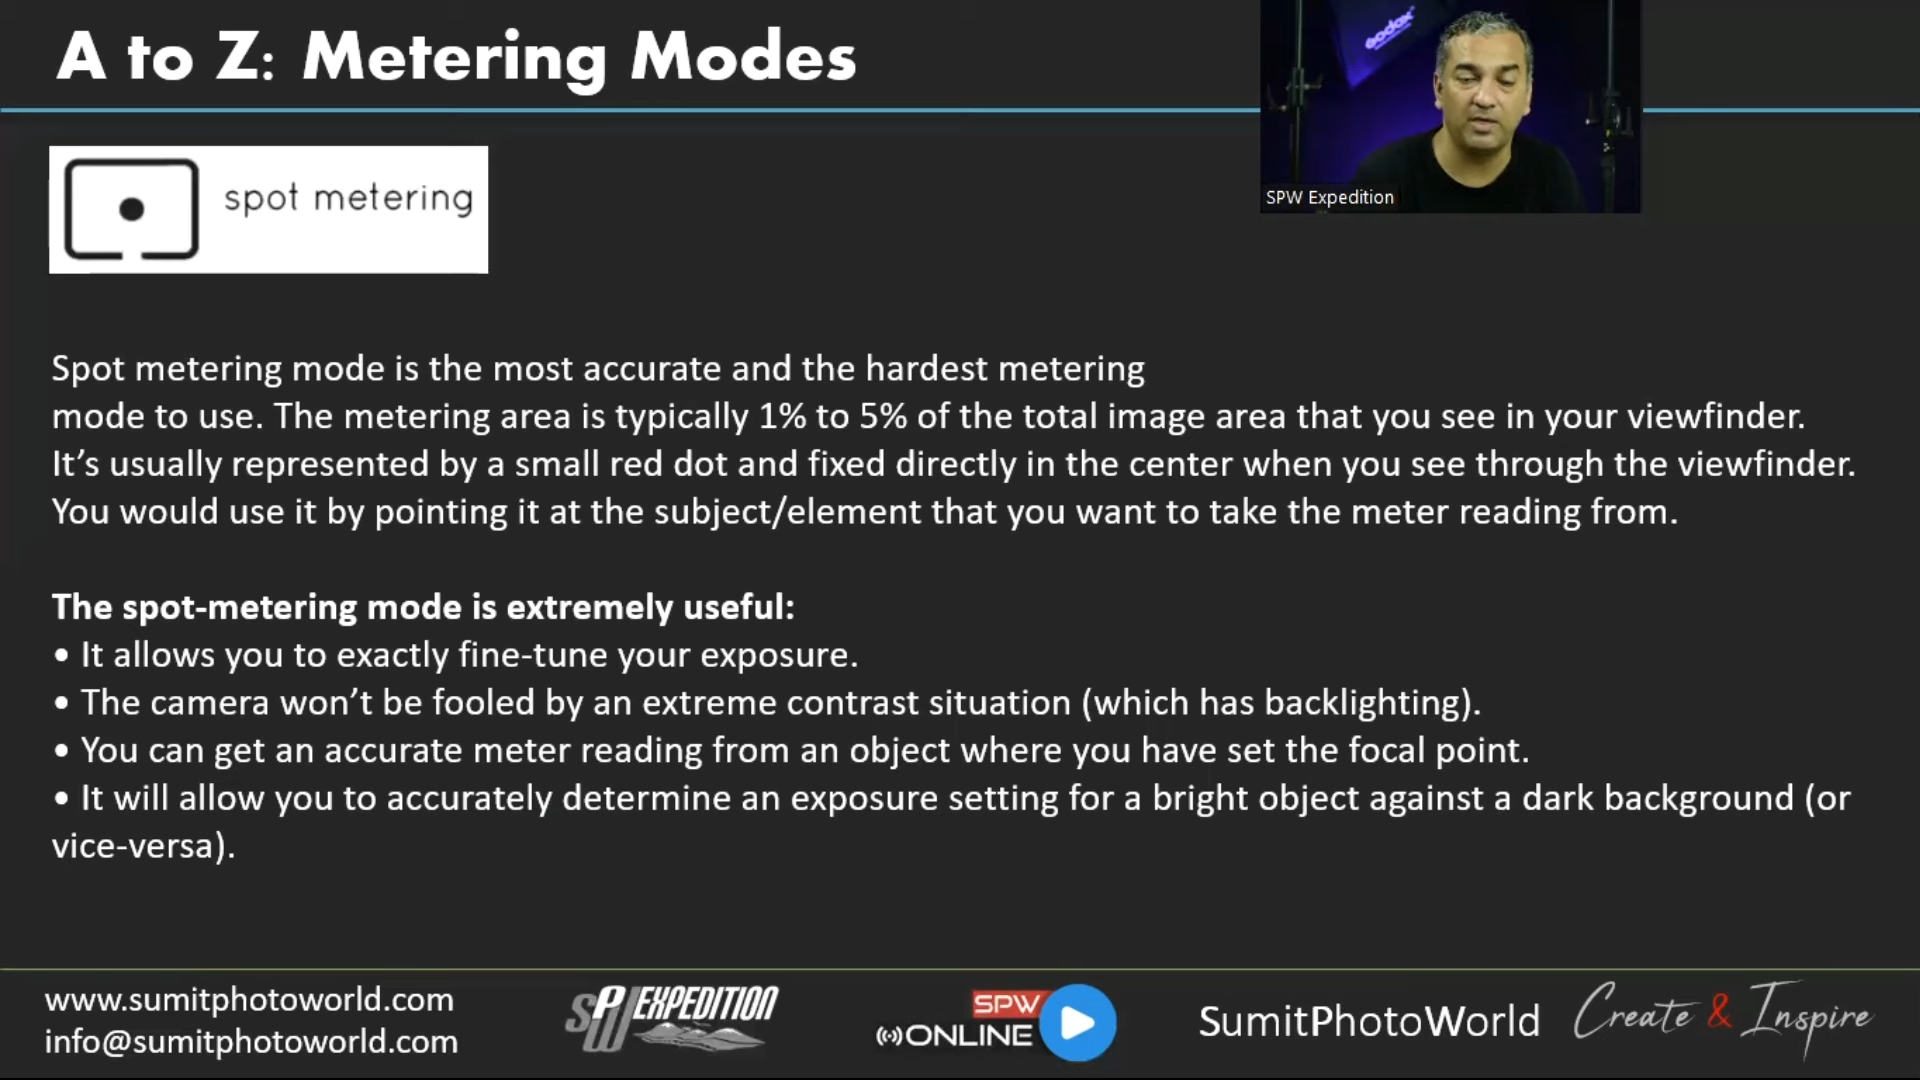 A to Z: Metering Modes
Godox
SPW Expedition
spot metering
Spot metering mode is the most accurate and the hardest metering
mode to use. The metering area is typically 1% to 5% of the total image area that you see in your viewfinder.
It’s usually represented by a small red dot and fixed directly in the center when you see through the viewfinder.
You would use it by pointing it at the subject/element that you want to take the meter reading from.
The spot-metering mode is extremely useful:
• It allows you to exactly fine-tune your exposure.
• The camera won’t be fooled by an extreme contrast situation (which has backlighting).
• You can get an accurate meter reading from an object where you have set the focal point.
• It will allow you to accurately determine an exposure setting for a bright object against a dark background (or
vice-versa).
www.sumitphotoworld.com
info@sumitphotoworld.com
SPW EXPEDITION
SPW
ONLINE
SumitPhotoWorld
Create & Inspire